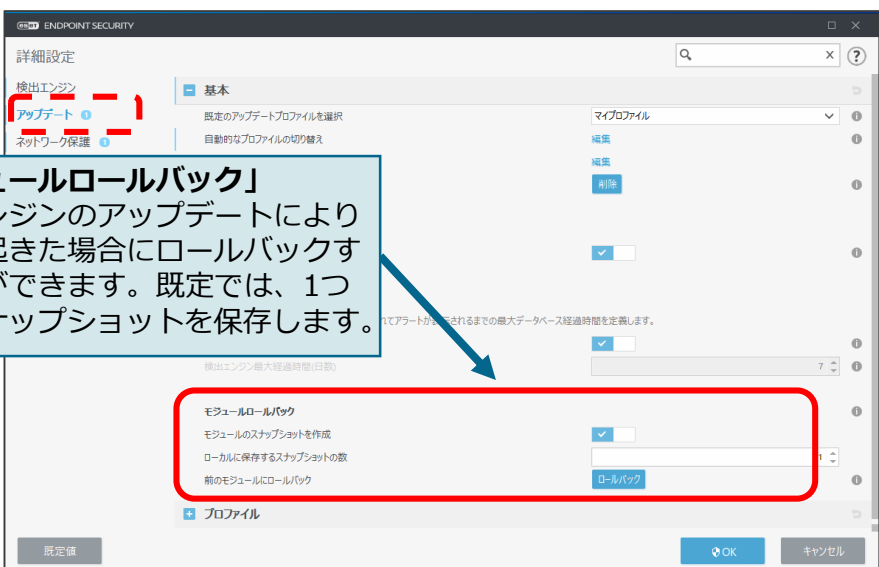 eset ENDPOINT SECURITY
詳細設定
検出エンジン
アップデート 1
ネットワーク保護 1
基本
既定のアップデートプロファイルを選択
マイプロファイル
自動的なプロファイルの切り替え
編集
編集
削除
ュールロールバック」
ンジンのアップデートにより
起きた場合にロールバックす
ができます。既定では、1つ
ナップショットを保存します。
てアラートが表示されるまでの最大データベース経過時間を定義します。
検出エンジン最大経過時間(日数)
7
モジュールロールバック
モジュールのスナップショットを作成
ローカルに保存するスナップショットの数
1
前のモジュールにロールバック
ロールバック
プロファイル
既定値
OK
キャンセル